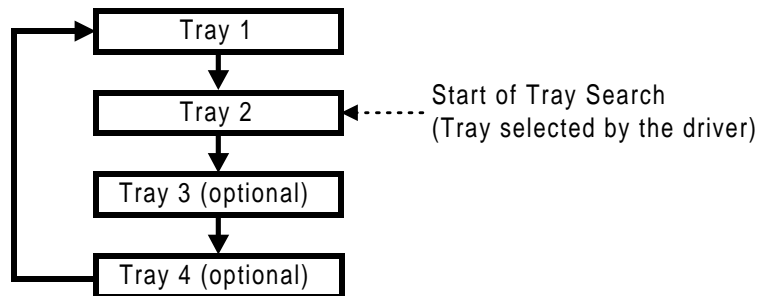 Tray 1
Tray 2
Start of Tray Search
(Tray selected by the driver)
Tray 3 (optional)
Tray 4 (optional)